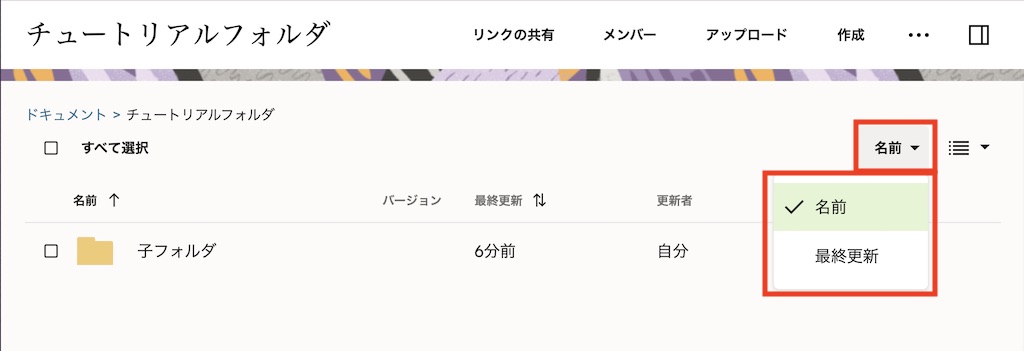 チュートリアルフォルダ
リンクの共有 メンバー アップロード 作成
ドキュメント > チュートリアルフォルダ
すべて選択 名前
名前 バージョン 最終更新 更新者
名前
子フォルダ 6分前 自分
最終更新